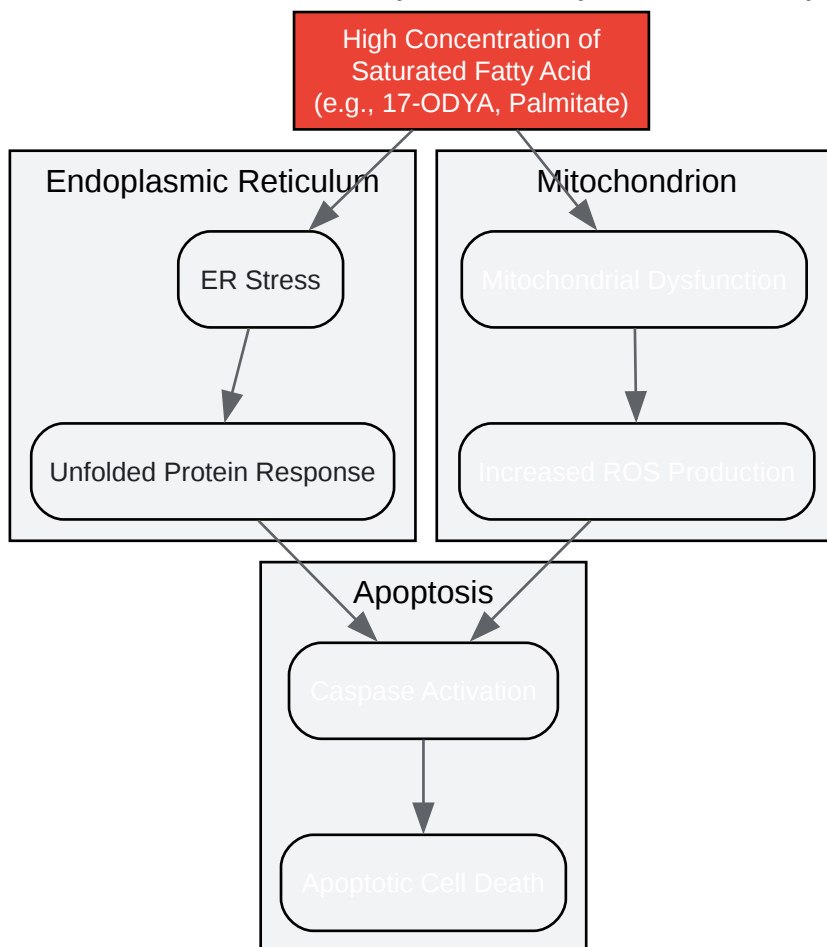 High Concentration of
Saturated Fatty Acid
(e.g., 17-ODYA, Palmitate)
Endoplasmic Reticulum
Mitochondrion
ER Stress
Mitochondrial Dysfunction
Unfolded Protein Response
Increased ROS Production
Apoptosis
Caspase Activation
Apoptotic Cell Death